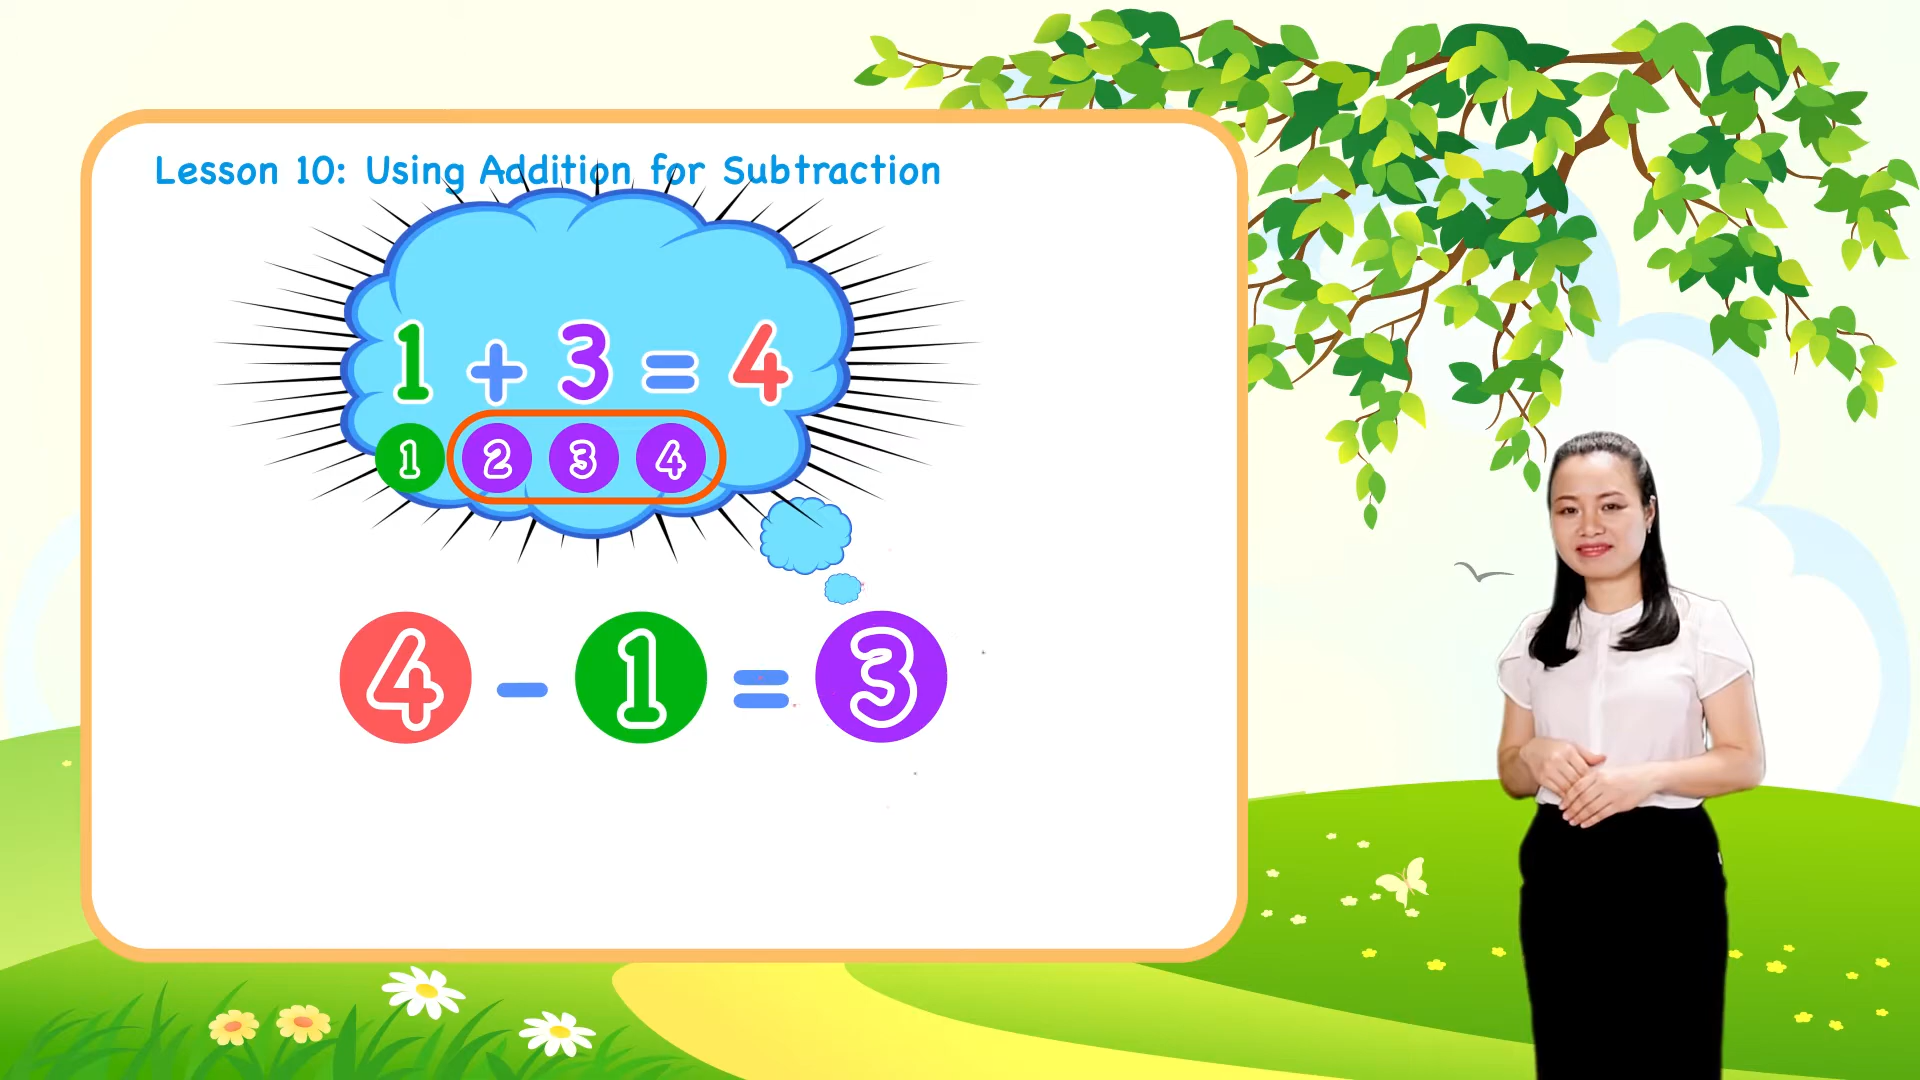 Lesson 10: Using Addition for Subtraction
1 + 3 = 4
1 2 3 4
4 - 1 = 3